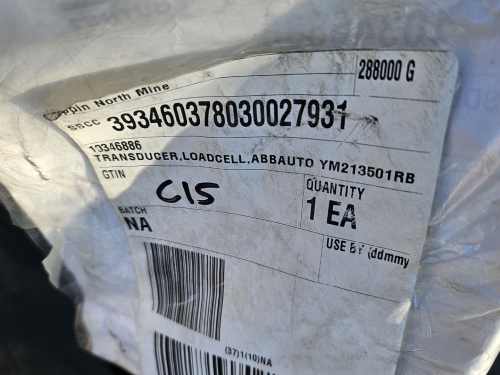 ppin North Mine
288000 G
SSCC 393460378030027931
13346886
TRANSDUCER,LOADCELL,ABBAUTO YM213501RB
GTIN
C15
QUANTITY
1 EA
BATCH
NA
USE BY (ddmmy
(37)1(10)NA